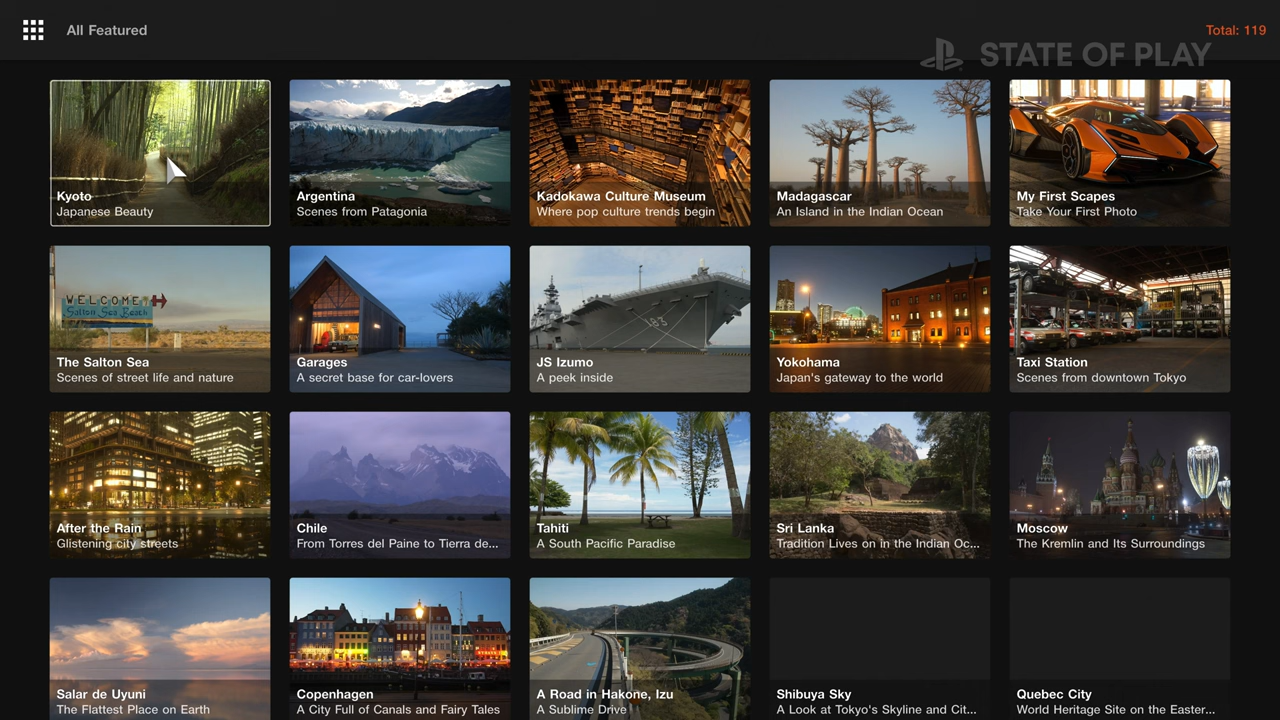 All Featured
Total: 119
STATE OF PLAY
Kyoto
Japanese Beauty
Argentina
Scenes from Patagonia
Kadokawa Culture Museum
Where pop culture trends begin
Madagascar
An Island in the Indian Ocean
My First Scapes
Take Your First Photo
WELCOME
Salton Sea Beach
The Salton Sea
Scenes of street life and nature
Garages
A secret base for car-lovers
183
JS Izumo
A peek inside
Yokohama
Japan's gateway to the world
Taxi Station
Scenes from downtown Tokyo
After the Rain
Glistening city streets
Chile
From Torres del Paine to Tierra de...
Tahiti
A South Pacific Paradise
Sri Lanka
Tradition Lives on in the Indian Oc...
Moscow
The Kremlin and Its Surroundings
Salar de Uyuni
The Flattest Place on Earth
Copenhagen
A City Full of Canals and Fairy Tales
A Road in Hakone, Izu
A Sublime Drive
Shibuya Sky
A Look at Tokyo's Skyline and Cit...
Quebec City
World Heritage Site on the Easter...